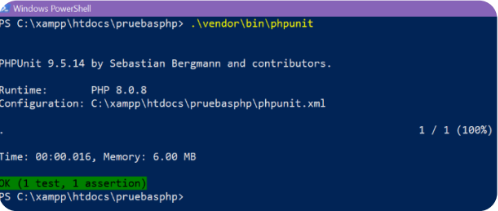 Windows PowerShell
PS C:\xampp\htdocs\pruebasphp> .\vendor\bin\phpunit
PHPUnit 9.5.14 by Sebastian Bergmann and contributors.
Runtime: PHP 8.0.8
Configuration: C:\xampp\htdocs\pruebasphp\phpunit.xml
. 1 / 1 (100%)
Time: 00:00.016, Memory: 6.00 MB
OK (1 test, 1 assertion)
PS C:\xampp\htdocs\pruebasphp>